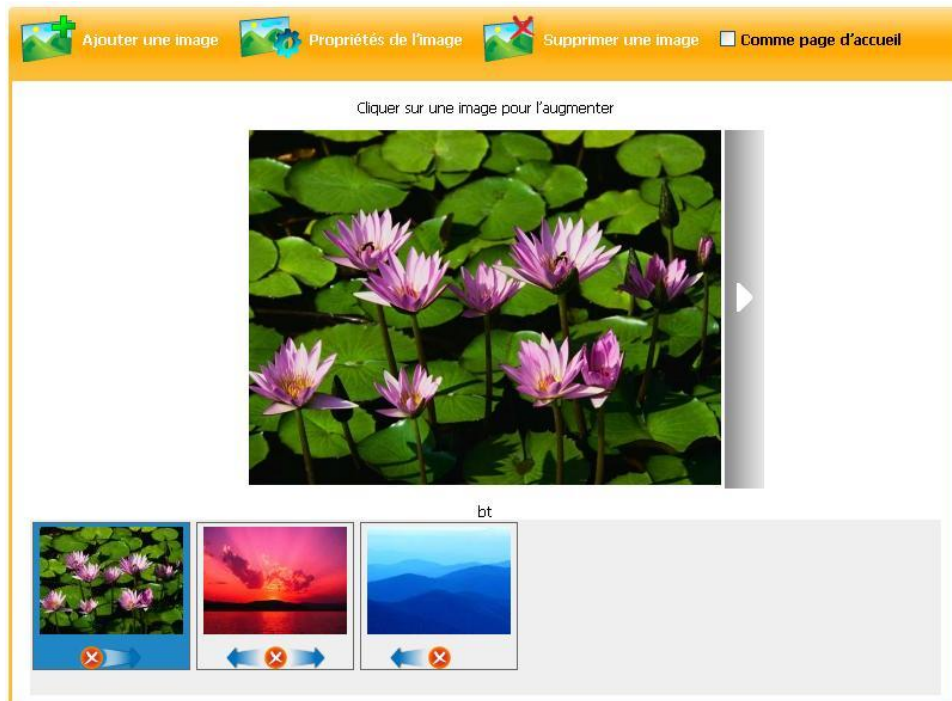 Ajouter une image Propriétés de l'image Supprimer une image Comme page d'accueil
Cliquer sur une image pour l'augmenter
bt